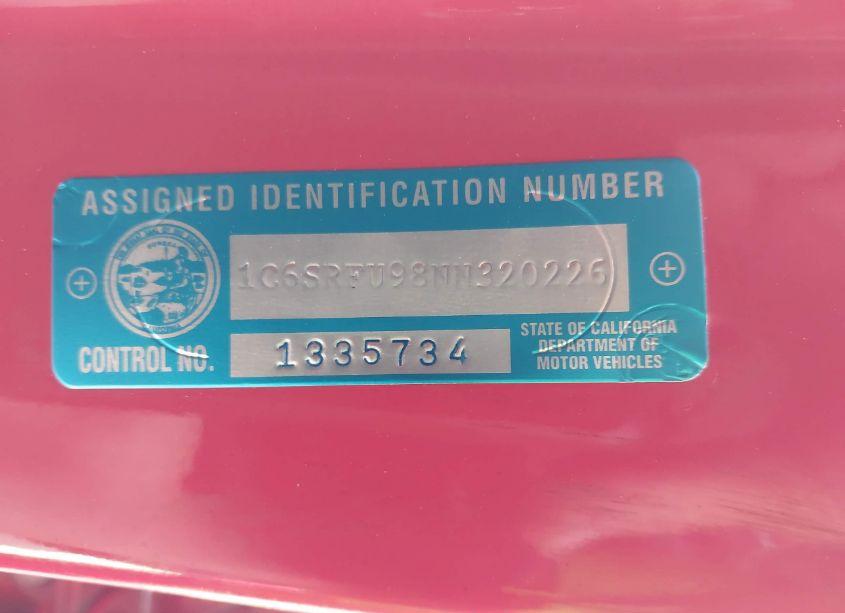 ASSIGNED IDENTIFICATION NUMBER
1C6SRFU98NN320226
CONTROL NO.
1335734
STATE OF CALIFORNIA
DEPARTMENT OF
MOTOR VEHICLES